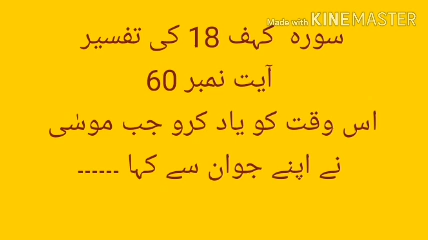 Made with KINEMASTER
سورہ کہف 18 کی تفسیر
آیت نمبر 60
اس وقت کو یاد کرو جب موسٰی
نے اپنے جوان سے کہا ۔۔۔۔۔۔